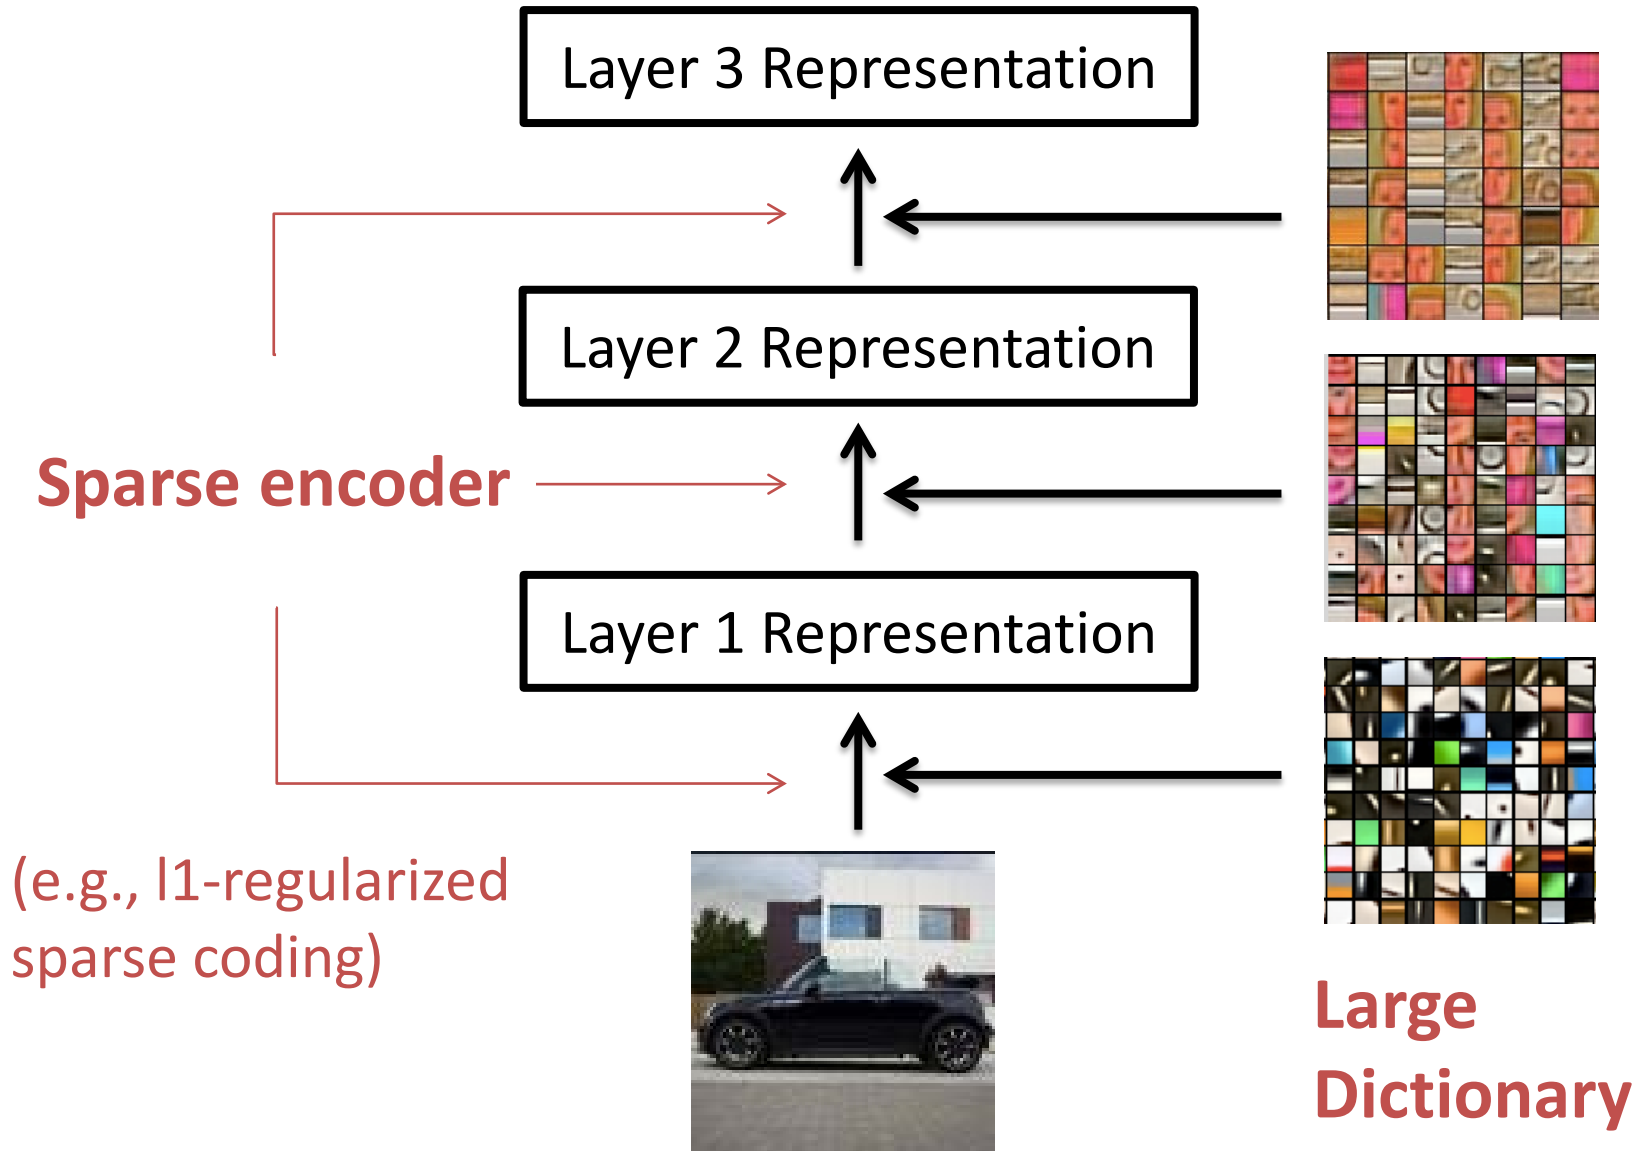 Layer 3 Representation
Layer 2 Representation
Sparse encoder
Layer 1 Representation
(e.g., l1-regularized
sparse coding)
Large
Dictionary